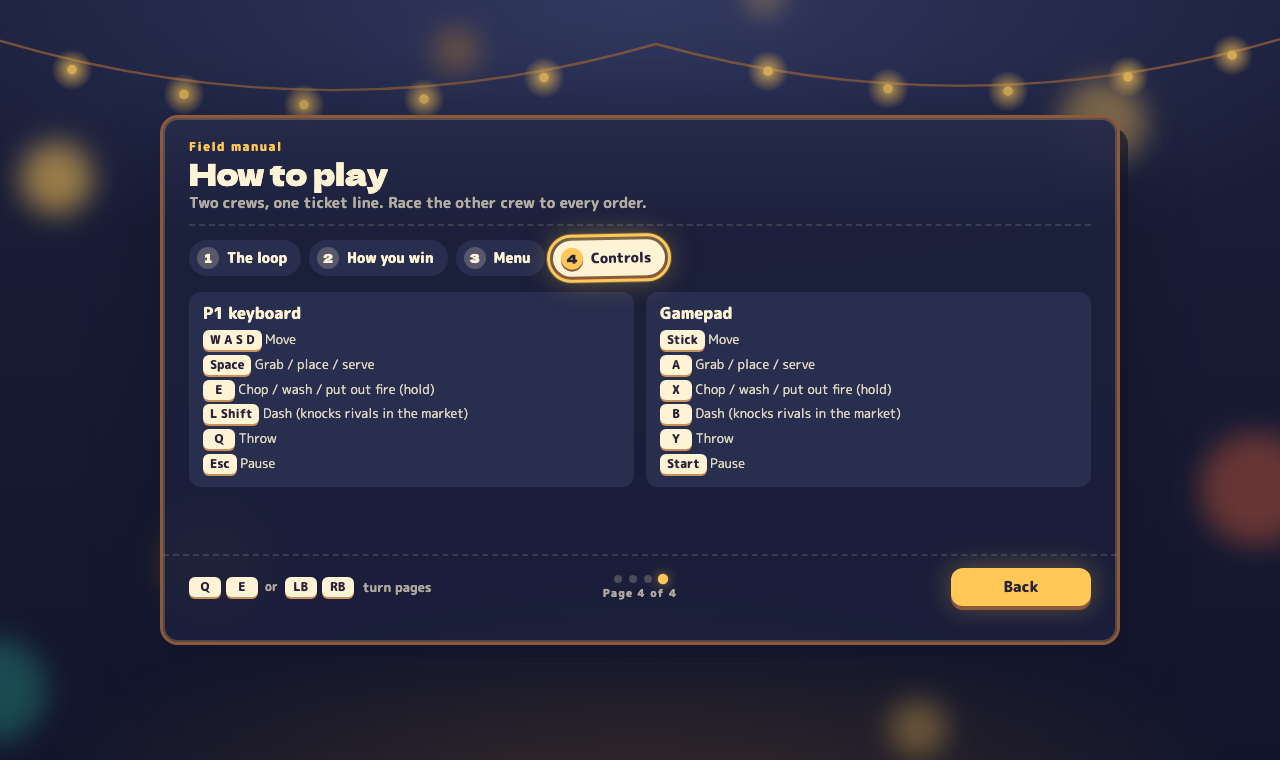 Field manual
How to play
Two crews, one ticket line. Race the other crew to every order.
1 The loop 2 How you win 3 Menu 4 Controls
P1 keyboard
W A S D Move
Space Grab / place / serve
E Chop / wash / put out fire (hold)
L Shift Dash (knocks rivals in the market)
Q Throw
Esc Pause
Gamepad
Stick Move
A Grab / place / serve
X Chop / wash / put out fire (hold)
B Dash (knocks rivals in the market)
Y Throw
Start Pause
Q E or LB RB turn pages
Page 4 of 4
Back